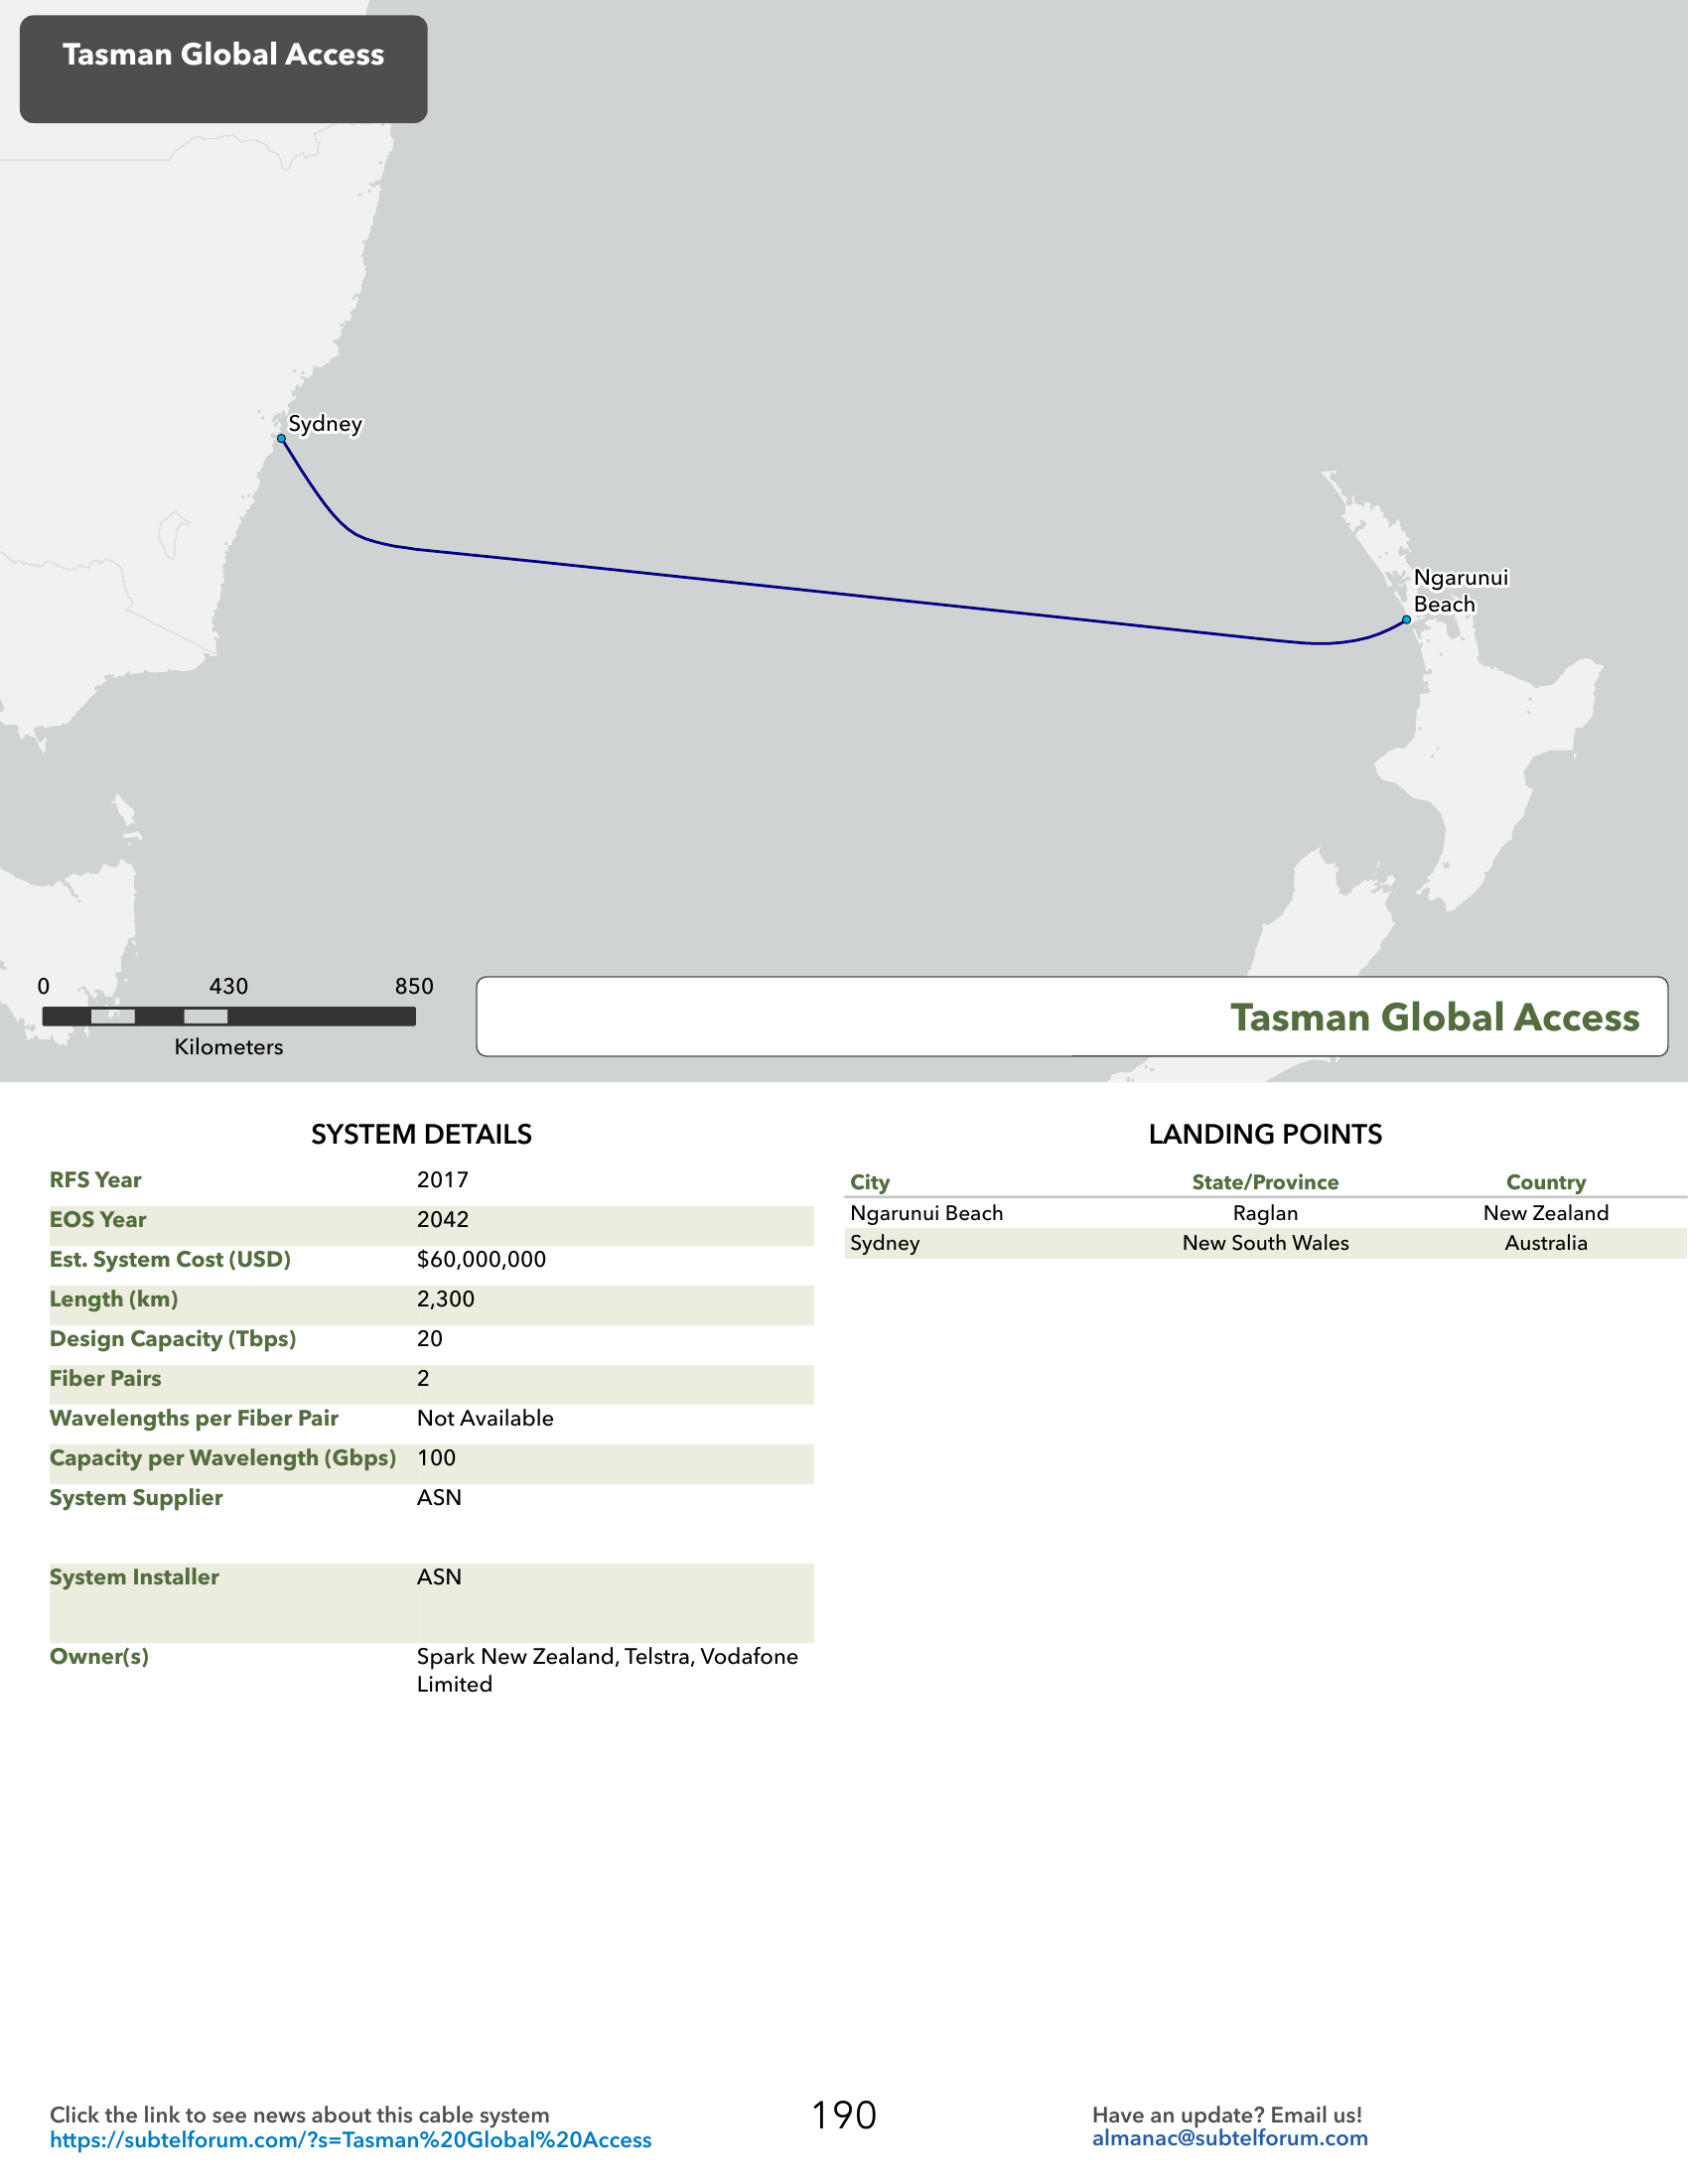 Tasman Global Access
Sydney
Ngarunui
Beach
0 430 850
Kilometers
Tasman Global Access
SYSTEM DETAILS
RFS Year 2017
EOS Year 2042
Est. System Cost (USD) $60,000,000
Length (km) 2,300
Design Capacity (Tbps) 20
Fiber Pairs 2
Wavelengths per Fiber Pair Not Available
Capacity per Wavelength (Gbps) 100
System Supplier ASN
System Installer ASN
Owner(s) Spark New Zealand, Telstra, Vodafone
Limited
LANDING POINTS
City State/Province Country
Ngarunui Beach Raglan New Zealand
Sydney New South Wales Australia
Click the link to see news about this cable system
https://subtelforum.com/?s=Tasman%20Global%20Access
190
Have an update? Email us!
almanac@subtelforum.com